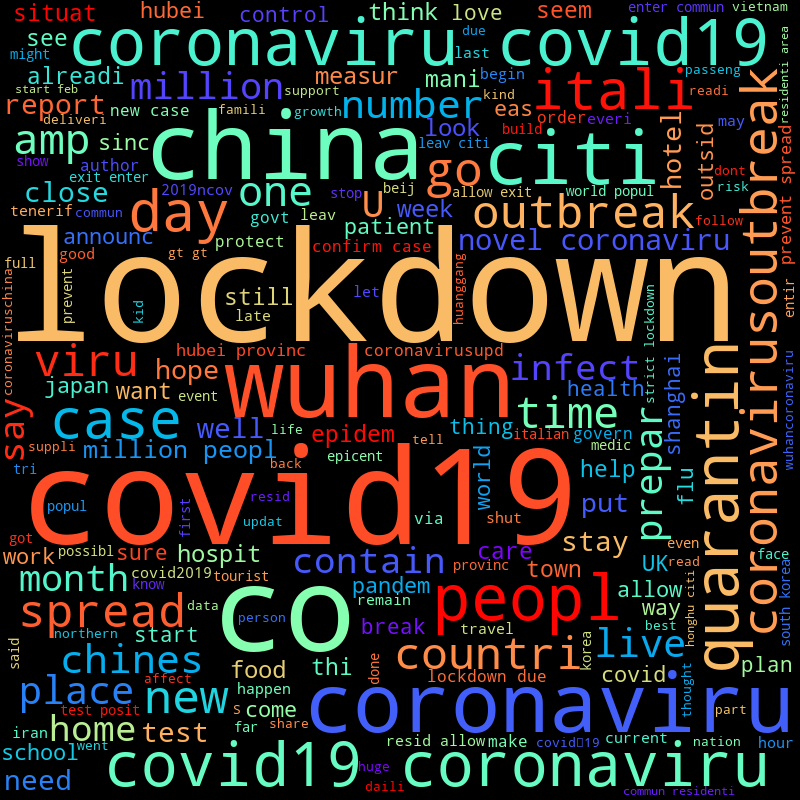 situat
hubei
control
think love
seem
enter commun
vietnam
see
coronaviru covid19
due
might
last
alreadi
million
measur
mani
begin
passeng
itali
start feb
support
kind
readi
report
deliveri
new case
famili
growth
number
eas
order
everi
residenti area
amp
sinc
china
look
build
may
show
author
leav citi
citi
hotel
outsid
dont
exit enter
2019ncov
stop
beij
go
allow exit
world popul
risk
close
one
U
week
outbreak
follow
prevent spread
tenerif
commun
day
govt
leav
patient
coronavirusoutbreak
announc
protect
confirm case
novel coronaviru
good
gt gt
full
prevent
lockdown
kid
still
late
let
huanggang
entir
coronaviruschina
hubei provinc
coronavirusupd
strict lockdown
viru
hope
wuhan
infect
japan
want
event
health
shanghai
quarantin
wuhancoronaviru
say
case
well
life
epidem
thing
time
italian
govern
prepar
suppli
million peopl
tell
medic
tri
epicent
back
world
help
flu
covid19
resid
popul
first
updat
via
shut
put
got
work
possibl
sure
hospit
contain
care
provinc
stay
even
face
month
covid2019
tourist
pandem
town
UK
read
know
data
co
remain
peopl
allow
way
honghu citi
south korea
spread
start
person
break
travel
best
northern
said
chines
food
thi
done
countri
korea
live
plan
affect
lockdown due
covid
thought
place
new
happen
test posit
S
come
share
coronaviru
part
iran
home
test
far
resid allow
make
current
nation
hour
school
went
covid19 coronaviru
need
huge
daili
commun residenti